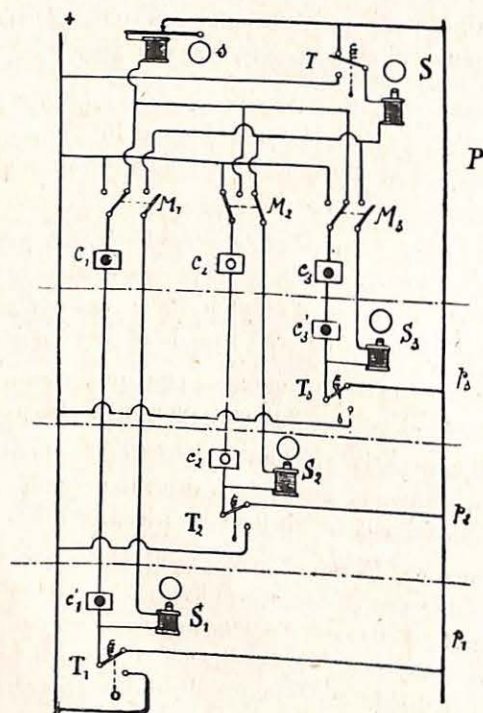 +
s
T
S
P
M₁
M₂
M₃
C₁
C₂
C₃
C'₃
S₃
T₃
p₃
c'₂
S₂
T₂
p₂
c'₁
S₁
T₁
p₁